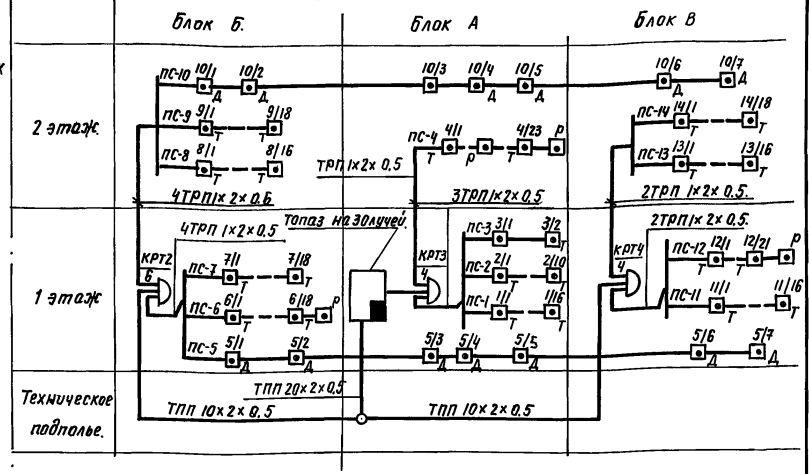 Блок Б.
Блок А
Блок В
2 этаж.
ПС-10 10/1 10/2 10/3 10/4 10/5 10/6 10/7
Д Д Д Д Д
ПС-9 9/1 9/18
Т Т
ПС-8 8/1 8/16
Т Т
ПС-4 4/1 4/23 Р
Т Р Т
ПС-14 14/1 14/18
Т Т
ПС-13 13/1 13/16
Т Т
ТРП 1×2×0.5
4ТРП 1×2×0.6
3ТРП 1×2×0.5
2ТРП 1×2×0.5.
1 этаж
4ТРП 1×2×0.5
Топаз на 30лучей.
2ТРП 1×2×0.5.
КРТ2
6
ПС-7 7/1 7/18
Т Т
ПС-6 6/1 6/18 Р
Т Т
ПС-5 5/1 5/2 5/3 5/4 5/5 5/6 5/7
Д Д Д Д Д Д Д
КРТ3
4
ПС-3 3/1 3/2
Т
ПС-2 2/1 2/10
Т Т
ПС-1 1/1 1/16
Т Т
КРТ4
4
ПС-12 12/1 12/21 Р
Т Т
ПС-11 11/1 11/16
Т Т
Техническое
подполье.
ТПП 20×2×0.5
ТПП 10×2×0.5
ТПП 10×2×0.5